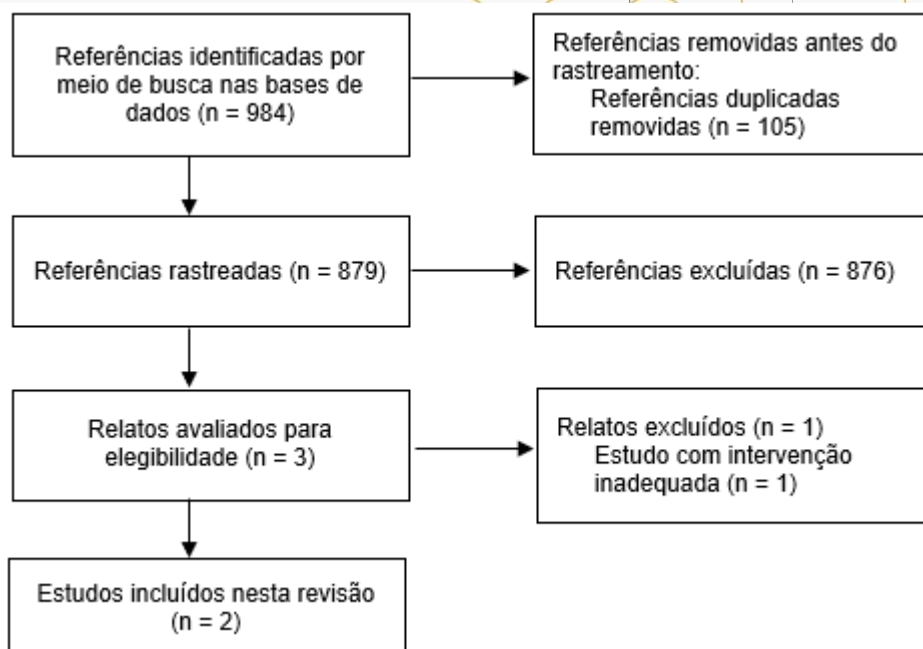 Referências identificadas por
meio de busca nas bases de
dados (n = 984)
Referências removidas antes do
rastreamento:
Referências duplicadas
removidas (n = 105)
Referências rastreadas (n = 879)
Referências excluídas (n = 876)
Relatos avaliados para
elegibilidade (n = 3)
Relatos excluídos (n = 1)
Estudo com intervenção
inadequada (n = 1)
Estudos incluídos nesta revisão
(n = 2)